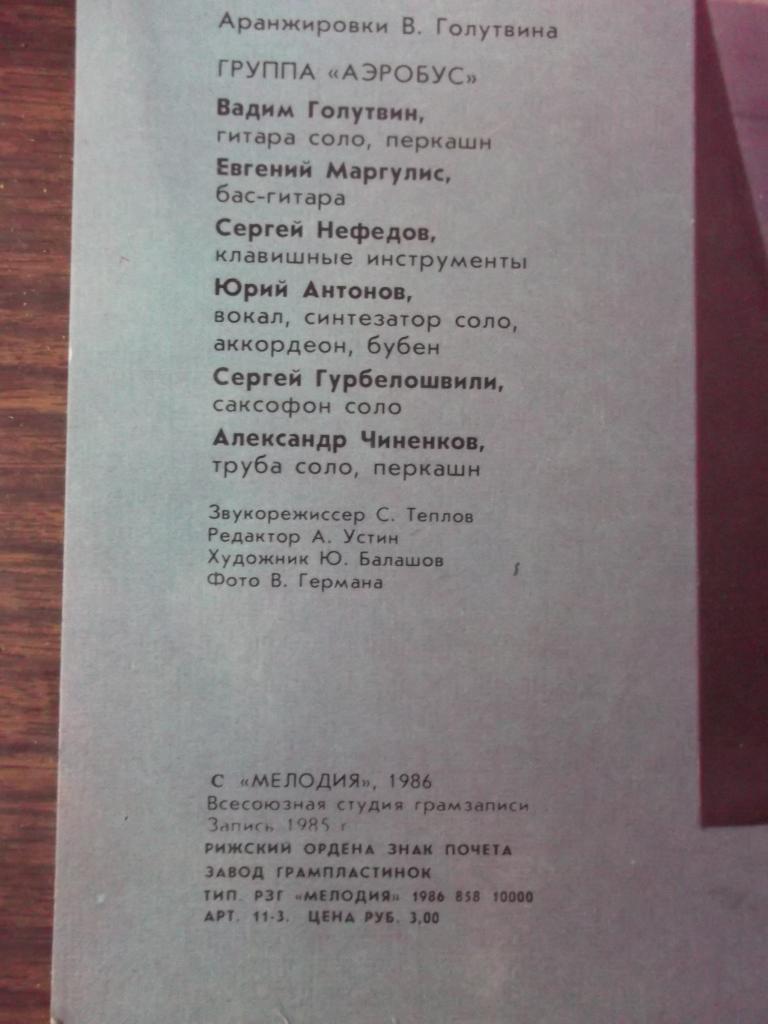 Аранжировки В. Голутвина
ГРУППА «АЭРОБУС»
Вадим Голутвин,
гитара соло, перкашн
Евгений Маргулис,
бас-гитара
Сергей Нефедов,
клавишные инструменты
Юрий Антонов,
вокал, синтезатор соло,
аккордеон, бубен
Сергей Гурбелошвили,
саксофон соло
Александр Чиненков,
труба соло, перкашн
Звукорежиссер С. Теплов
Редактор А. Устин
Художник Ю. Балашов
Фото В. Германа
С «МЕЛОДИЯ», 1986
Всесоюзная студия грамзаписи
Запись 1985 г
РИЖСКИЙ ОРДЕНА ЗНАК ПОЧЕТА
ЗАВОД ГРАМПЛАСТИНОК
ТИП. РЗГ «МЕЛОДИЯ» 1986 858 10000
АРТ. 11-3. ЦЕНА РУБ. 3,00